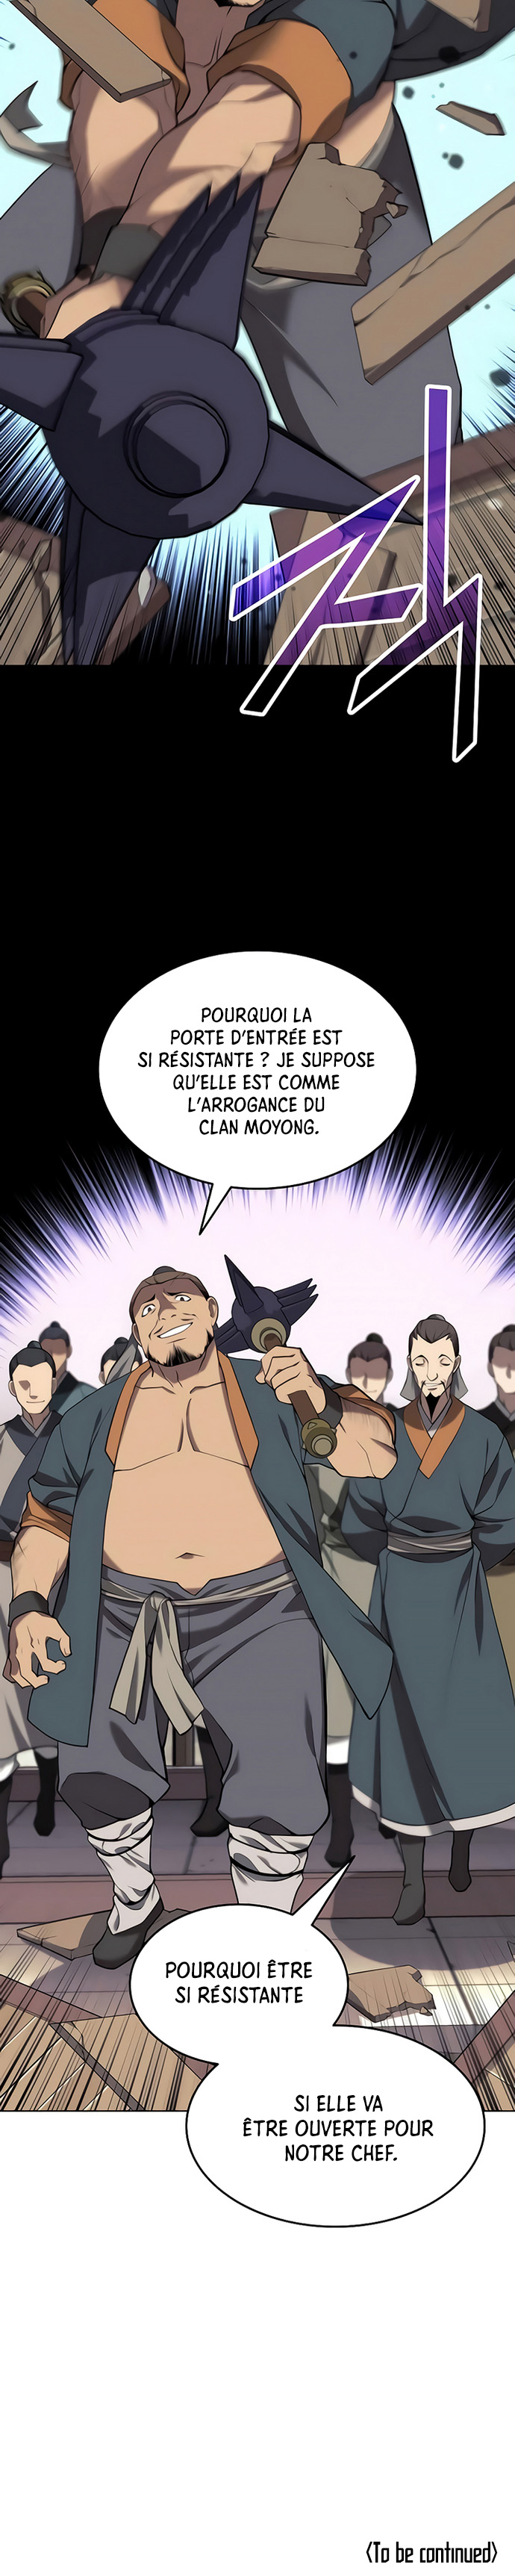 POURQUOI LA
PORTE D'ENTRÉE EST
SI RÉSISTANTE ? JE SUPPOSE
QU'ELLE EST COMME
L'ARROGANCE DU
CLAN MOYONG.
POURQUOI ÊTRE
SI RÉSISTANTE
SI ELLE VA
ÊTRE OUVERTE POUR
NOTRE CHEF.
<To be continued>